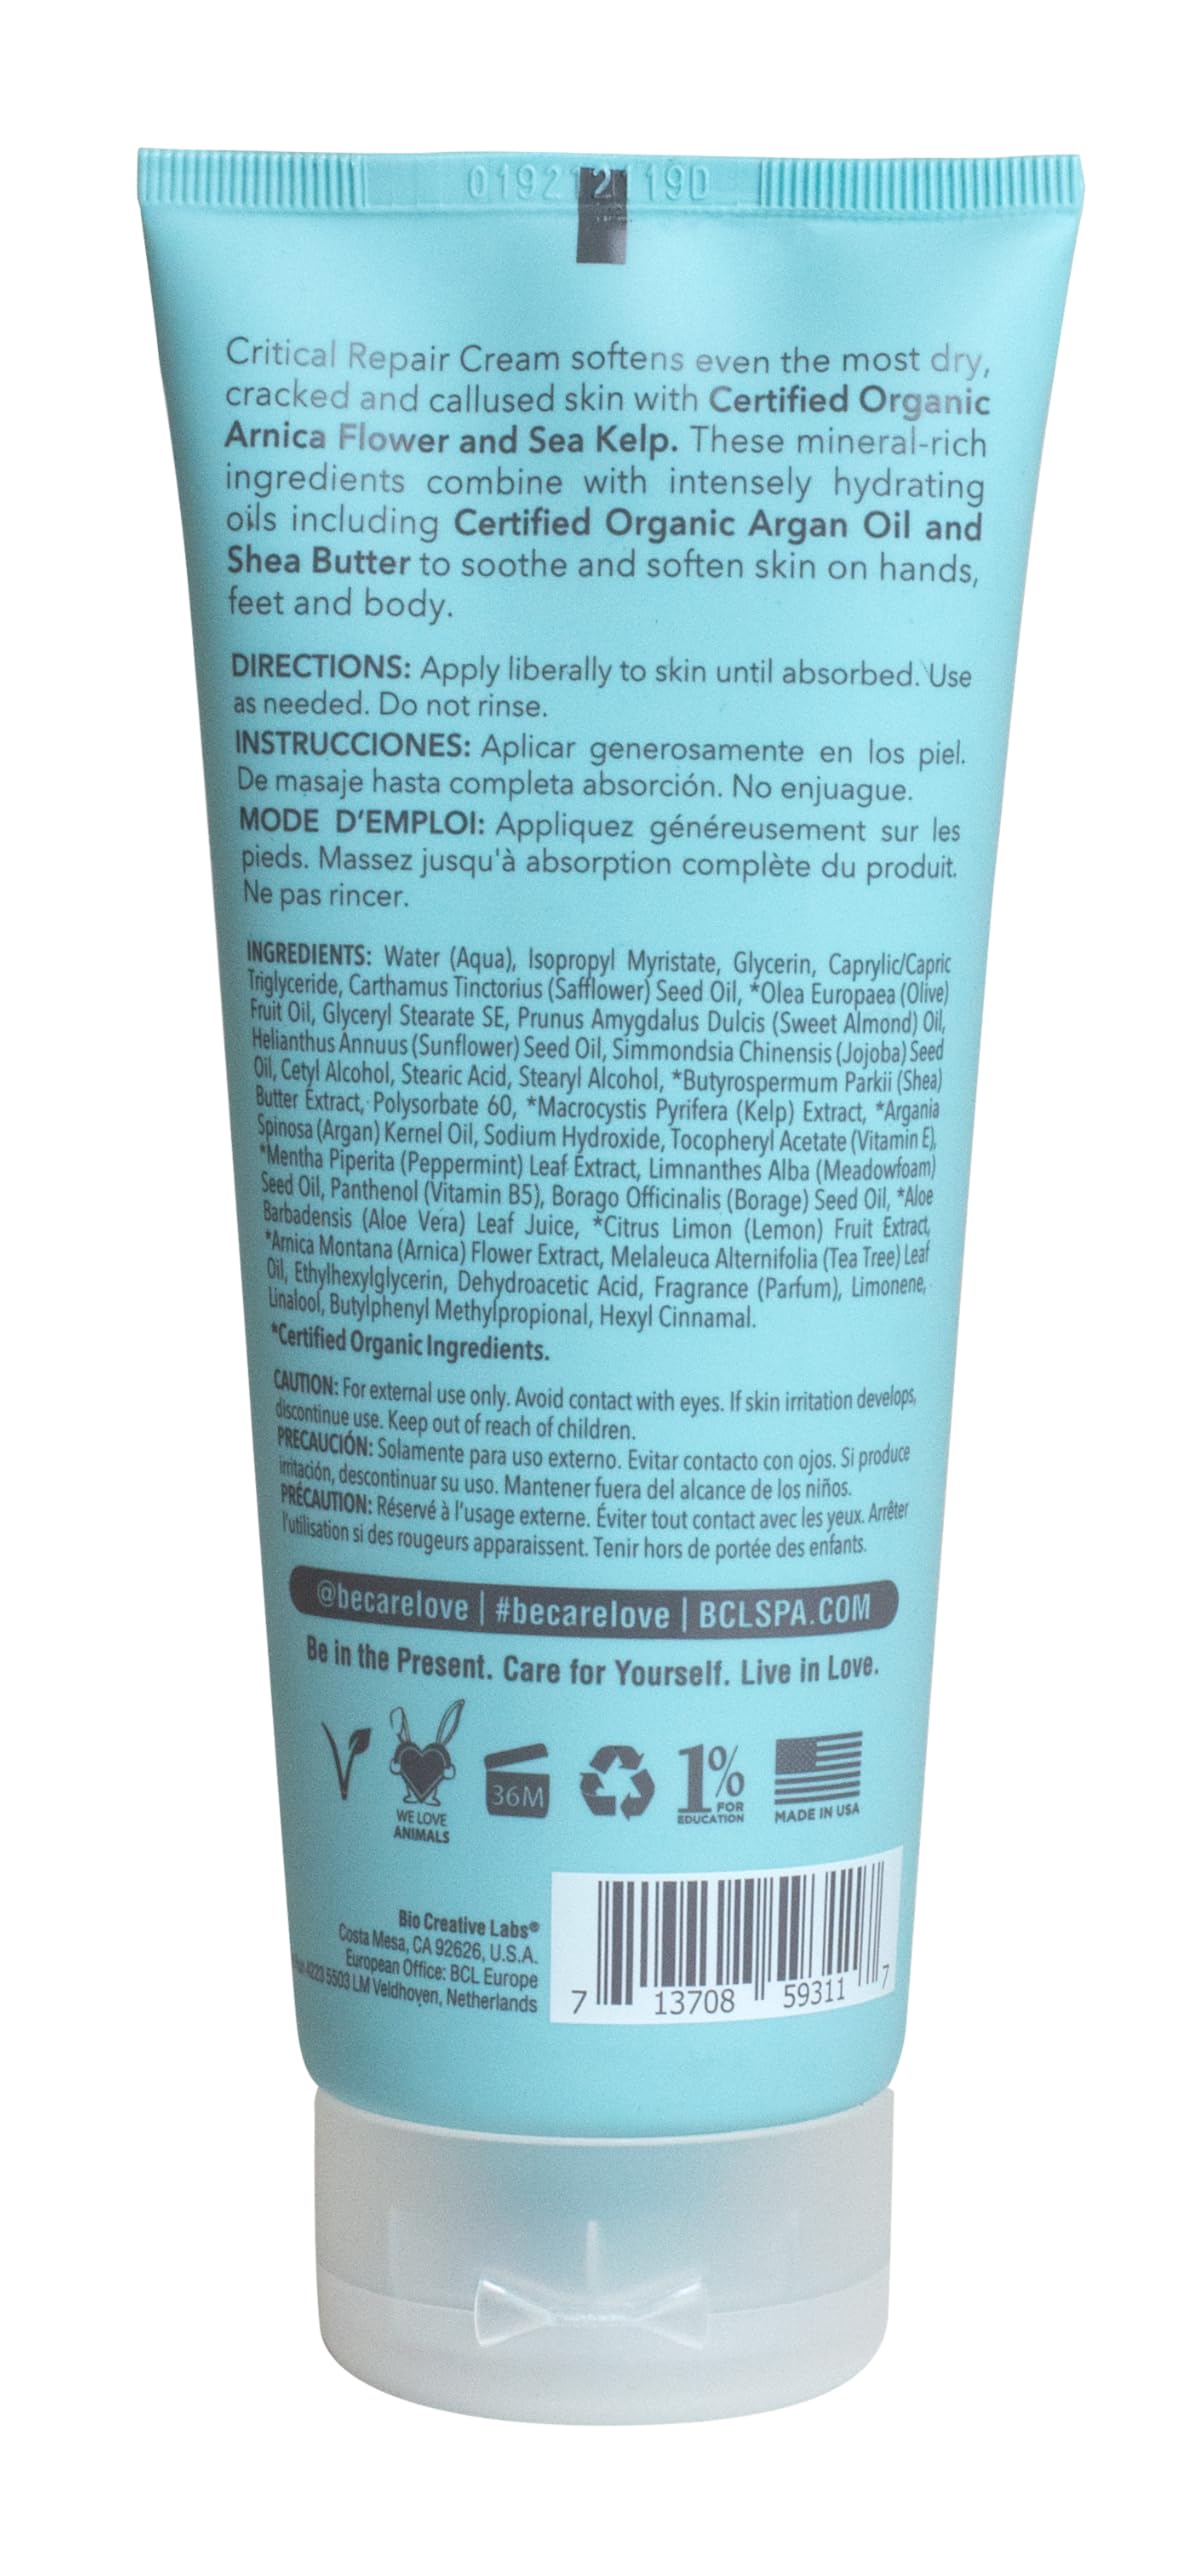 01921 2 19D
Critical Repair Cream softens even the most dry,
cracked and callused skin with Certified Organic
Arnica Flower and Sea Kelp. These mineral-rich
ingredients combine with intensely hydrating
oils including Certified Organic Argan Oil and
Shea Butter to soothe and soften skin on hands,
feet and body.
DIRECTIONS: Apply liberally to skin until absorbed. Use
as needed. Do not rinse.
INSTRUCCIONES: Aplicar generosamente en los piel.
De masaje hasta completa absorción. No enjuague.
MODE D'EMPLOI: Appliquez généreusement sur les
pieds. Massez jusqu'à absorption complète du produit.
Ne pas rincer.
INGREDIENTS: Water (Aqua), Isopropyl Myristate, Glycerin, Caprylic/Capric
Triglyceride, Carthamus Tinctorius (Safflower) Seed Oil, *Olea Europaea (Olive)
Fruit Oil, Glyceryl Stearate SE, Prunus Amygdalus Dulcis (Sweet Almond) Oil,
Helianthus Annuus (Sunflower) Seed Oil, Simmondsia Chinensis (Jojoba) Seed
Oil, Cetyl Alcohol, Stearic Acid, Stearyl Alcohol, *Butyrospermum Parkii (Shea)
Butter Extract, Polysorbate 60, *Macrocystis Pyrifera (Kelp) Extract, *Argania
Spinosa (Argan) Kernel Oil, Sodium Hydroxide, Tocopheryl Acetate (Vitamin E),
*Mentha Piperita (Peppermint) Leaf Extract, Limnanthes Alba (Meadowfoam)
Seed Oil, Panthenol (Vitamin B5), Borago Officinalis (Borage) Seed Oil, *Aloe
Barbadensis (Aloe Vera) Leaf Juice, *Citrus Limon (Lemon) Fruit Extract,
*Arnica Montana (Arnica) Flower Extract, Melaleuca Alternifolia (Tea Tree) Leaf
Oil, Ethylhexylglycerin, Dehydroacetic Acid, Fragrance (Parfum), Limonene,
Linalool, Butylphenyl Methylpropional, Hexyl Cinnamal.
*Certified Organic Ingredients.
CAUTION: For external use only. Avoid contact with eyes. If skin irritation develops,
discontinue use. Keep out of reach of children.
PRECAUCIÓN: Solamente para uso externo. Evitar contacto con ojos. Si produce
irritación, descontinuar su uso. Mantener fuera del alcance de los niños.
PRÉCAUTION: Réservé à l'usage externe. Éviter tout contact avec les yeux. Arrêter
l'utilisation si des rougeurs apparaissent. Tenir hors de portée des enfants.
@becarelove | #becarelove | BCLSPA.COM
Be in the Present. Care for Yourself. Live in Love.
WE LOVE
ANIMALS
36M
1%
FOR
EDUCATION
MADE IN USA
Bio Creative Labs®
Costa Mesa, CA 92626, U.S.A.
European Office: BCL Europe
4223 5503 LM Veldhoven, Netherlands
7 13708 59311 7